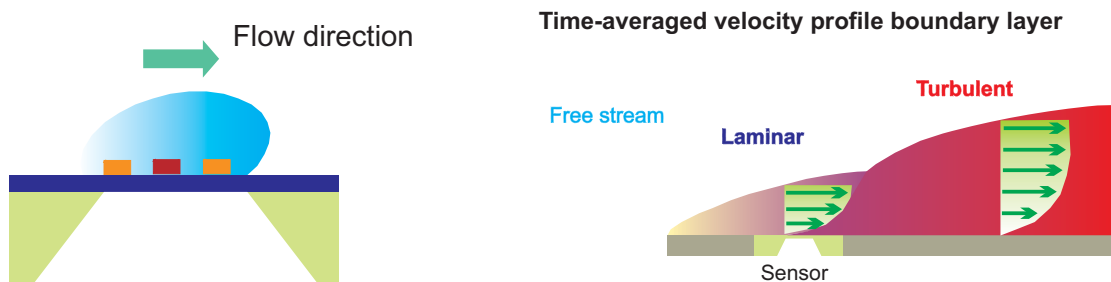 Flow direction
Time-averaged velocity profile boundary layer
Turbulent
Free stream
Laminar
Sensor